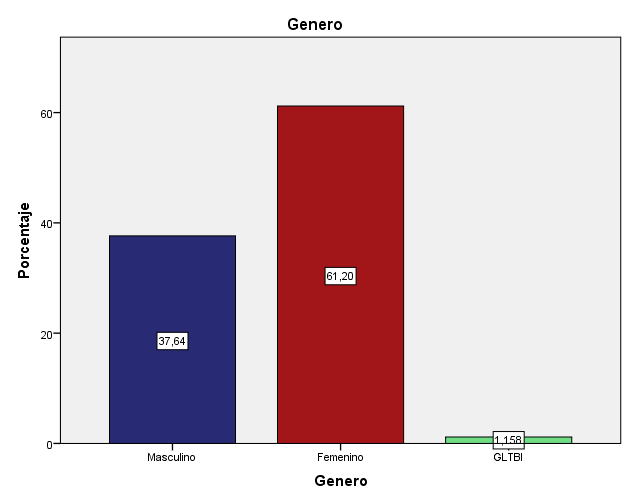 Genero
Porcentaje
60
40
20
0
37,64
61,20
1,158
Masculino
Femenino
GLTBI
Genero